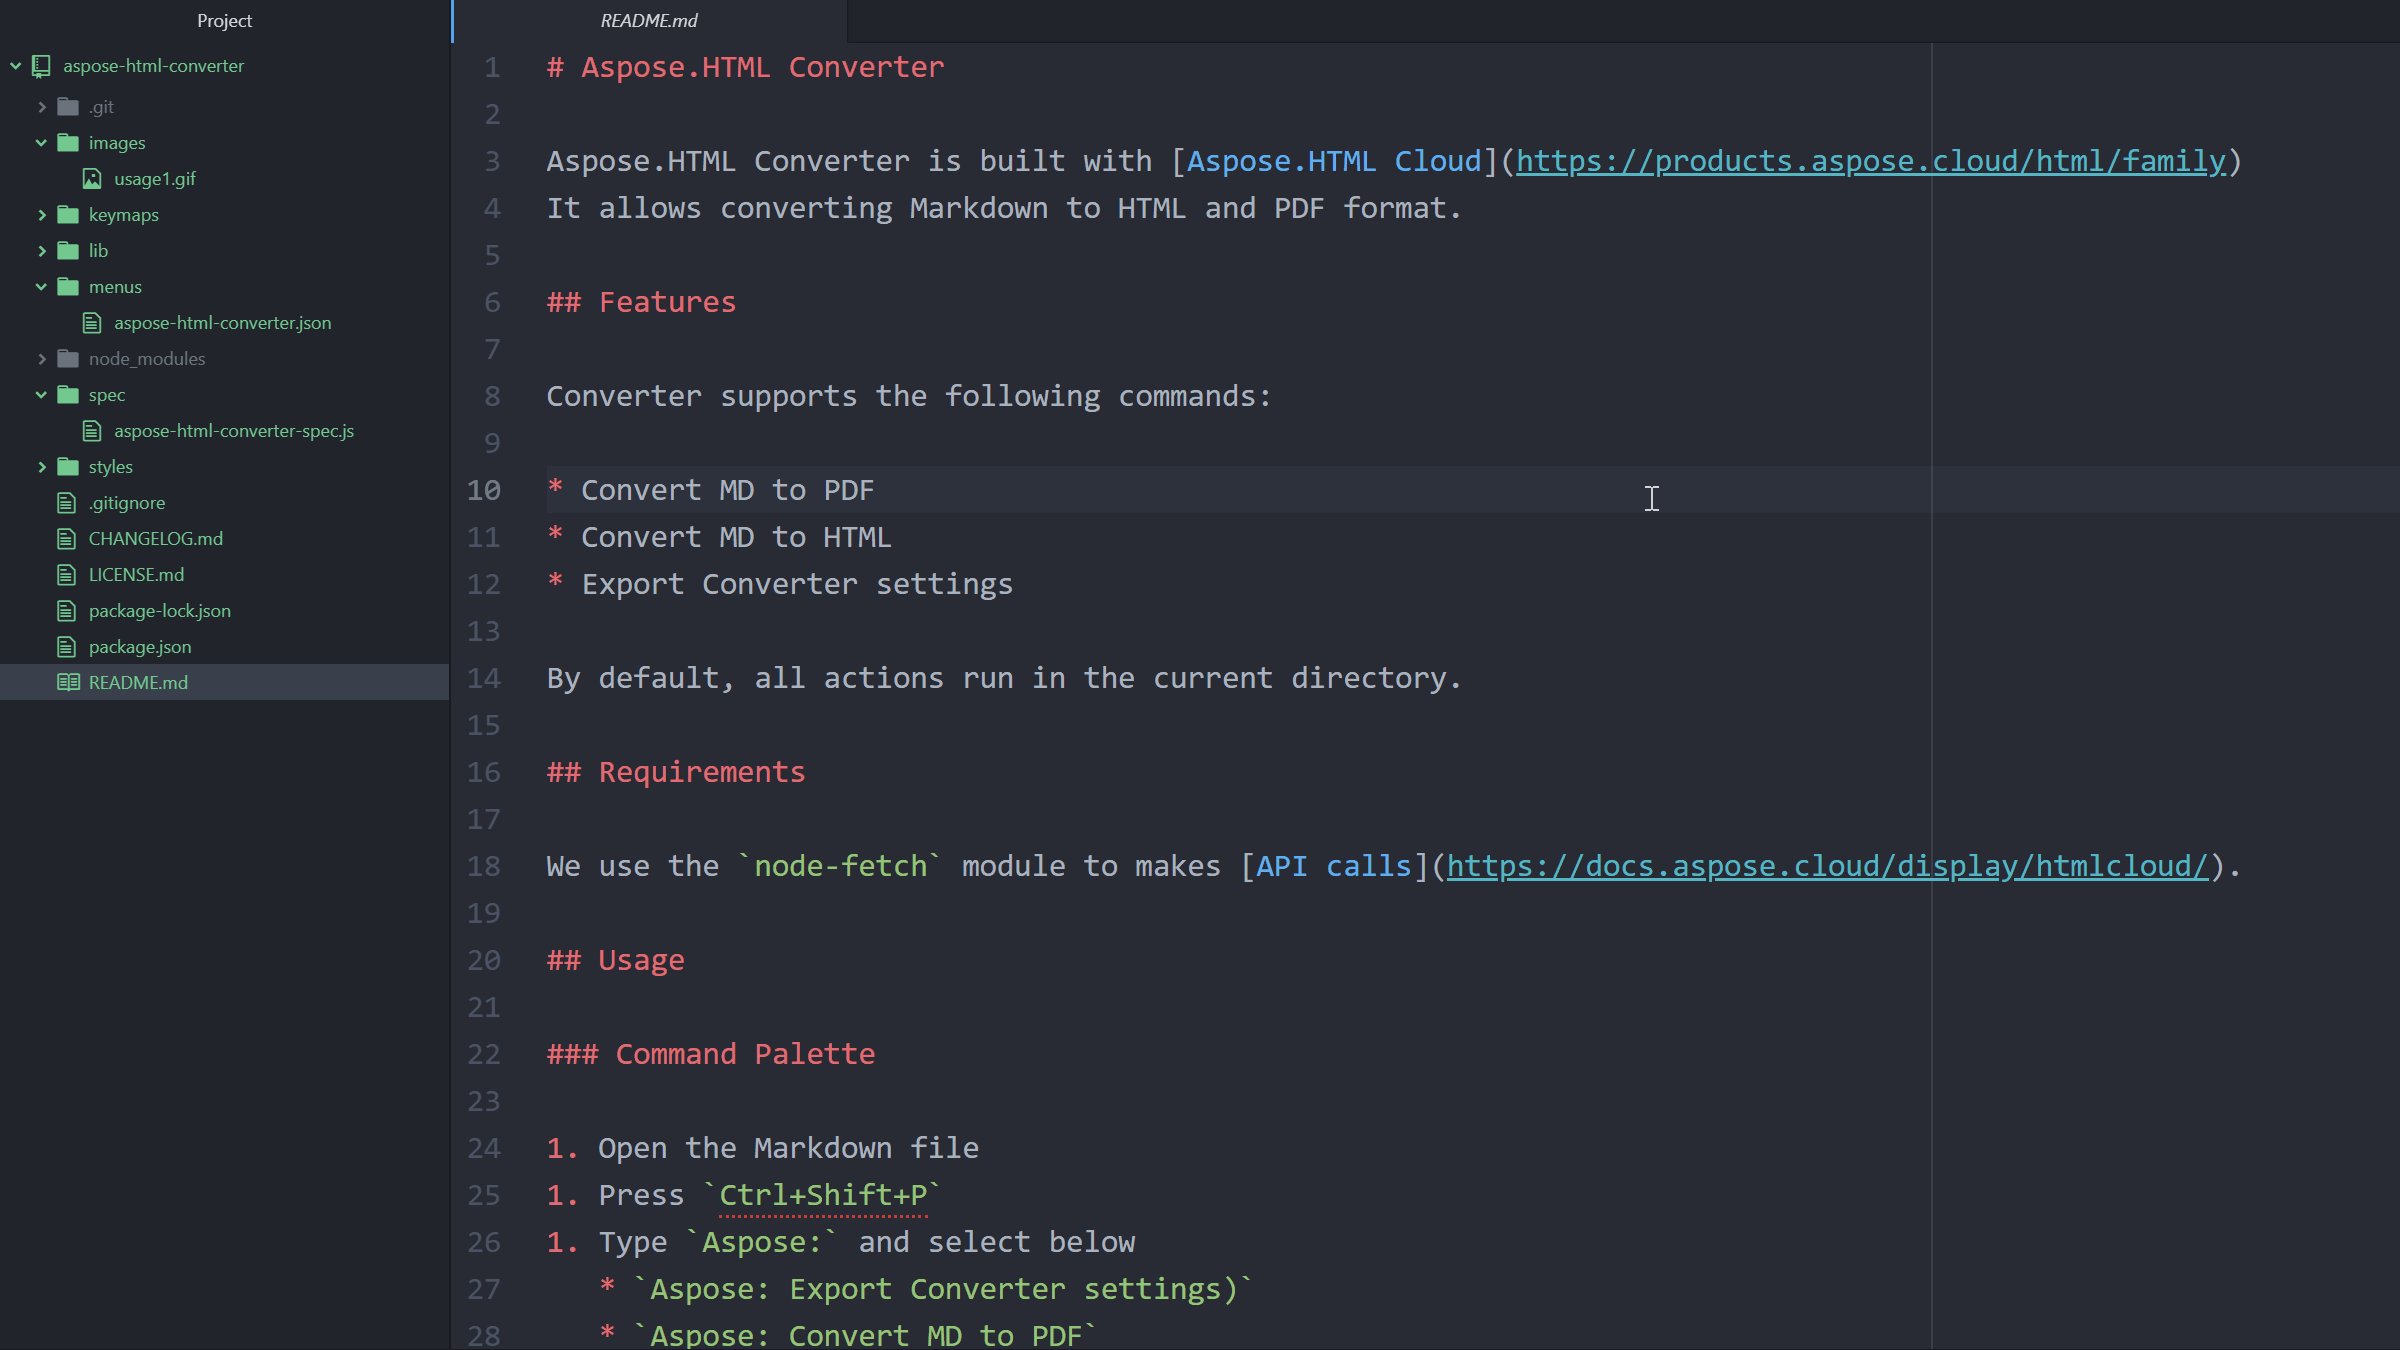 Project
aspose-html-converter
.git
images
usage1.gif
keymaps
lib
menus
aspose-html-converter.json
node_modules
spec
aspose-html-converter-spec.js
styles
.gitignore
CHANGELOG.md
LICENSE.md
package-lock.json
package.json
README.md
README.md
1 # Aspose.HTML Converter
2
3 Aspose.HTML Converter is built with [Aspose.HTML Cloud](https://products.aspose.cloud/html/family)
4 It allows converting Markdown to HTML and PDF format.
5
6 ## Features
7
8 Converter supports the following commands:
9
10 * Convert MD to PDF
11 * Convert MD to HTML
12 * Export Converter settings
13
14 By default, all actions run in the current directory.
15
16 ## Requirements
17
18 We use the `node-fetch` module to makes [API calls](https://docs.aspose.cloud/display/htmlcloud/).
19
20 ## Usage
21
22 ### Command Palette
23
24 1. Open the Markdown file
25 1. Press `Ctrl+Shift+P`
26 1. Type `Aspose:` and select below
27 * `Aspose: Export Converter settings)`
28 * `Aspose: Convert MD to PDF`